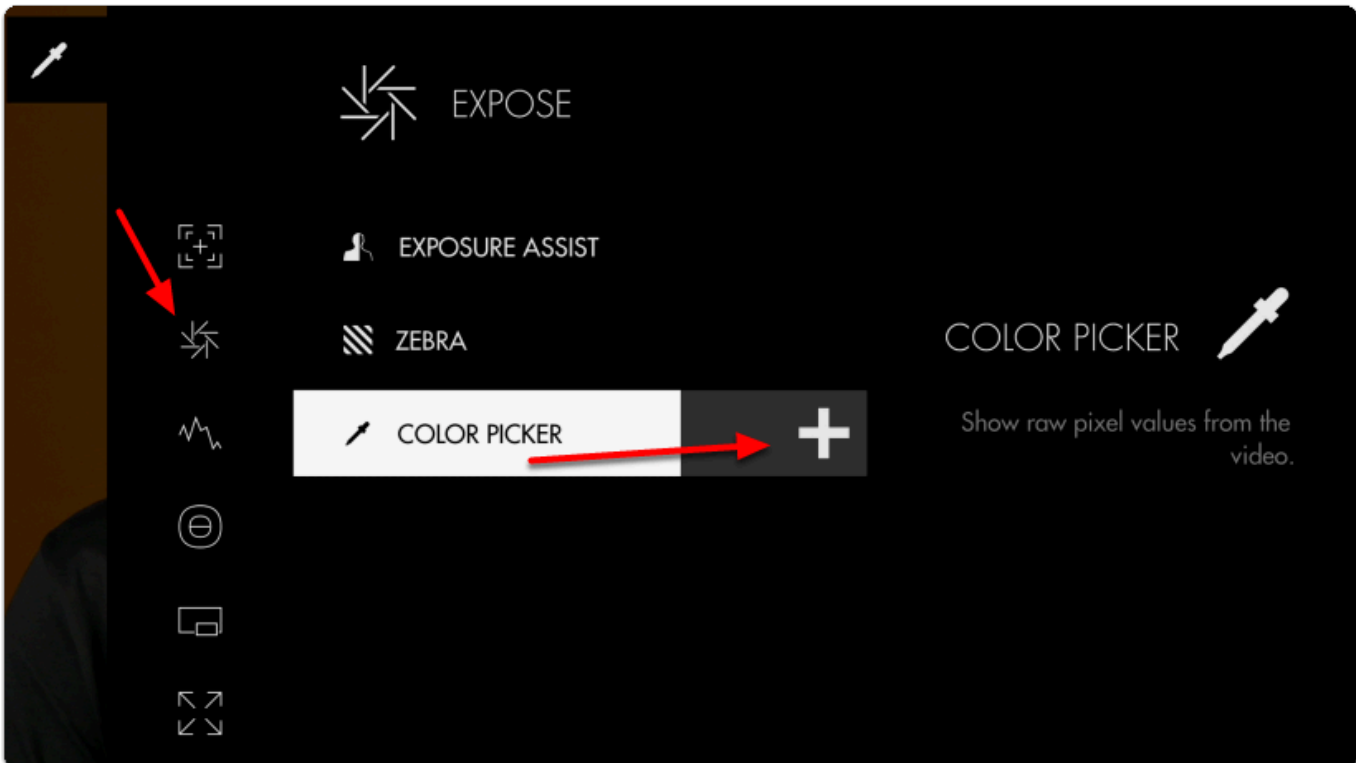 EXPOSE
EXPOSURE ASSIST
ZEBRA
COLOR PICKER
COLOR PICKER
Show raw pixel values from the
video.